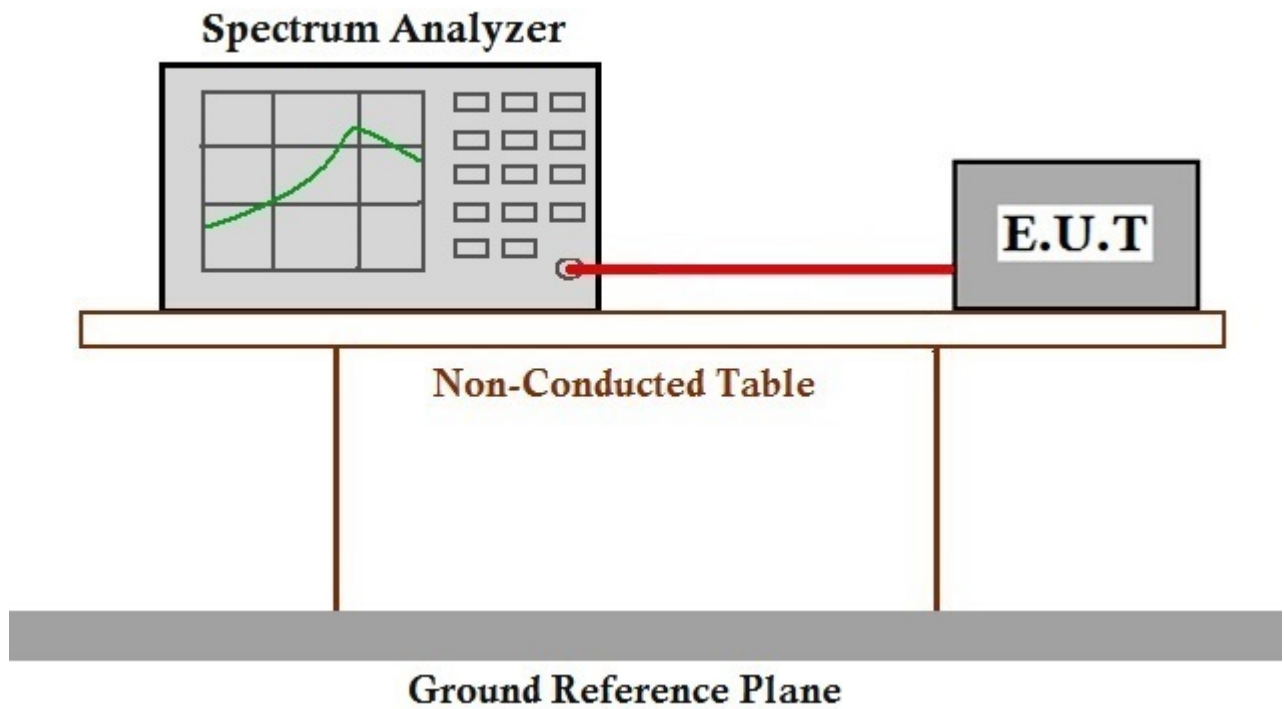 Spectrum Analyzer
E.U.T
Non-Conducted Table
Ground Reference Plane